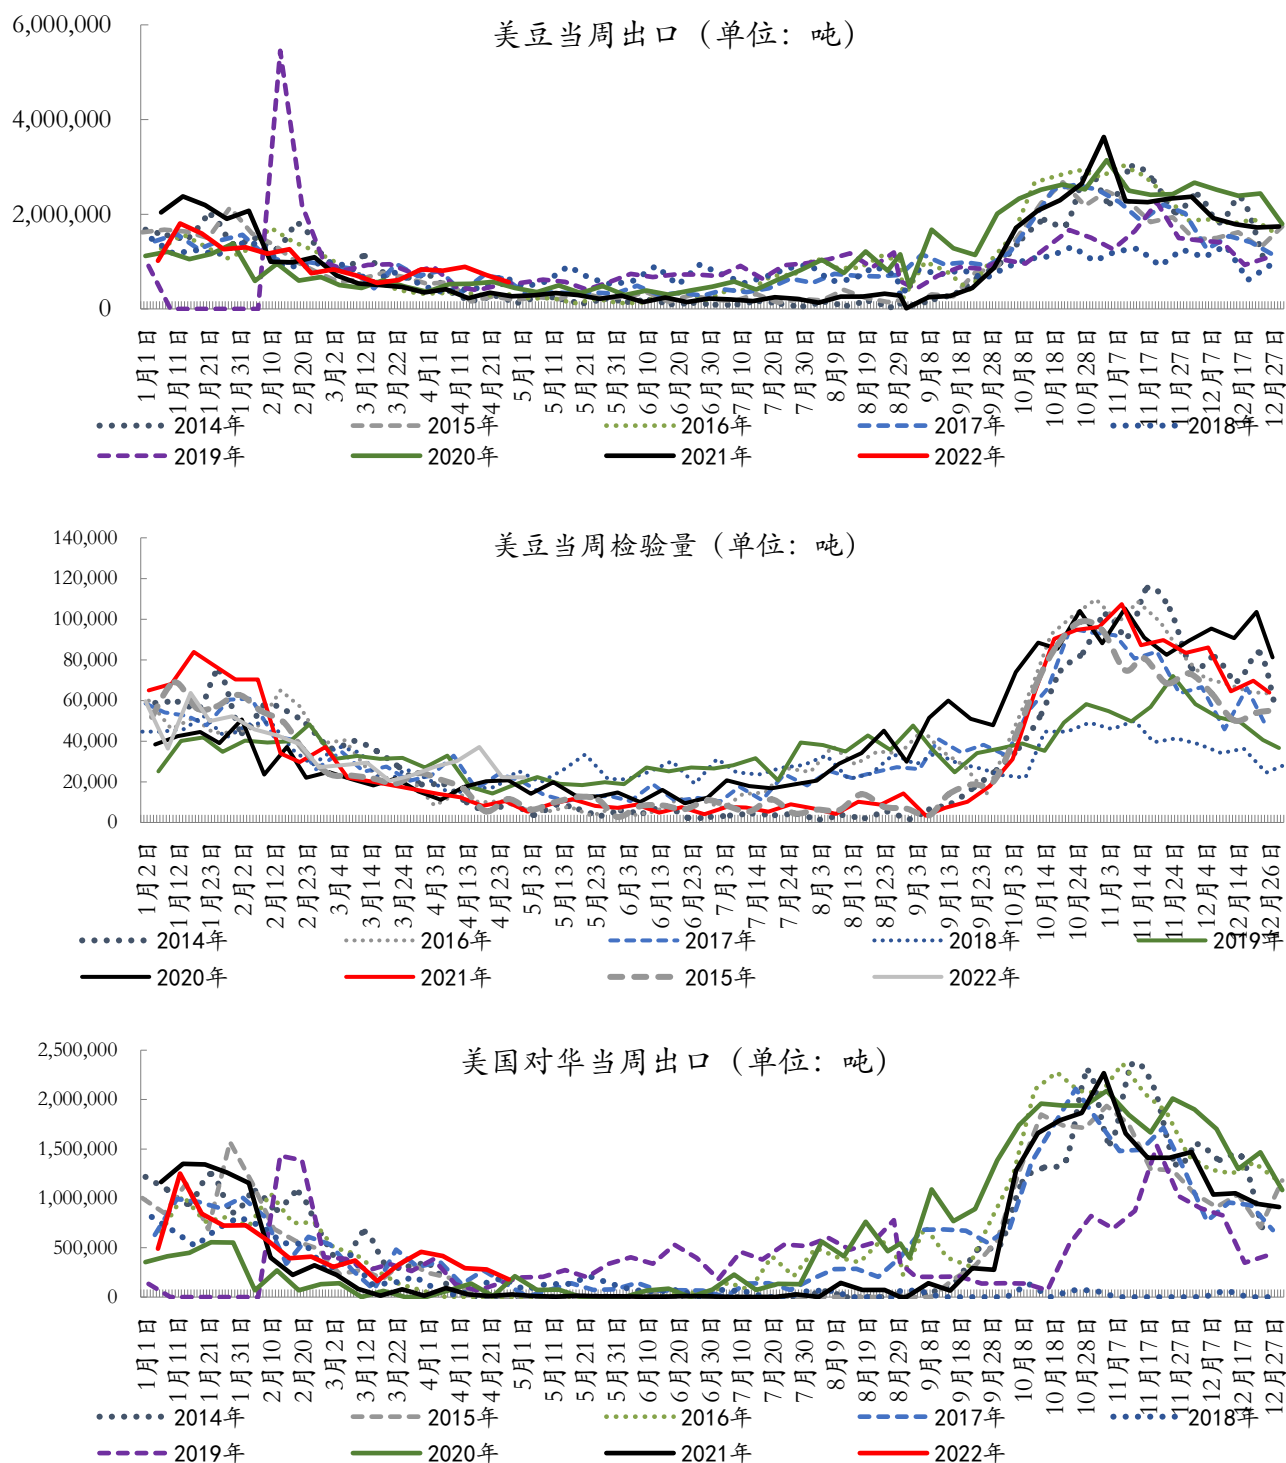 美豆当周出口（单位：吨）
6,000,000
4,000,000
2,000,000
0
1月1日 1月11日 1月21日 1月31日 2月10日 2月20日 3月2日 3月12日 3月22日 4月1日 4月11日 4月21日 5月1日 5月11日 5月21日 5月31日 6月10日 6月20日 6月30日 7月10日 7月20日 7月30日 8月9日 8月19日 8月29日 9月8日 9月18日 9月28日 10月8日 10月18日 10月28日 11月7日 11月17日 11月27日 12月7日 12月17日 12月27日
2014年 2015年 2016年 2017年 2018年
2019年 2020年 2021年 2022年
美豆当周检验量（单位：吨）
140,000
120,000
100,000
80,000
60,000
40,000
20,000
0
1月2日 1月12日 1月23日 2月2日 2月12日 2月23日 3月4日 3月14日 3月24日 4月3日 4月13日 4月23日 5月3日 5月13日 5月23日 6月3日 6月13日 6月23日 7月3日 7月14日 7月24日 8月3日 8月13日 8月23日 9月3日 9月13日 9月23日 10月3日 10月14日 10月24日 11月3日 11月14日 11月24日 12月4日 12月14日 12月26日
2014年 2016年 2017年 2018年 2019年
2020年 2021年 2015年 2022年
美国对华当周出口（单位：吨）
2,500,000
2,000,000
1,500,000
1,000,000
500,000
0
1月1日 1月11日 1月21日 1月31日 2月10日 2月20日 3月2日 3月12日 3月22日 4月1日 4月11日 4月21日 5月1日 5月11日 5月21日 5月31日 6月10日 6月20日 6月30日 7月10日 7月20日 7月30日 8月9日 8月19日 8月29日 9月8日 9月18日 9月28日 10月8日 10月18日 10月28日 11月7日 11月17日 11月27日 12月7日 12月17日 12月27日
2014年 2015年 2016年 2017年 2018年
2019年 2020年 2021年 2022年